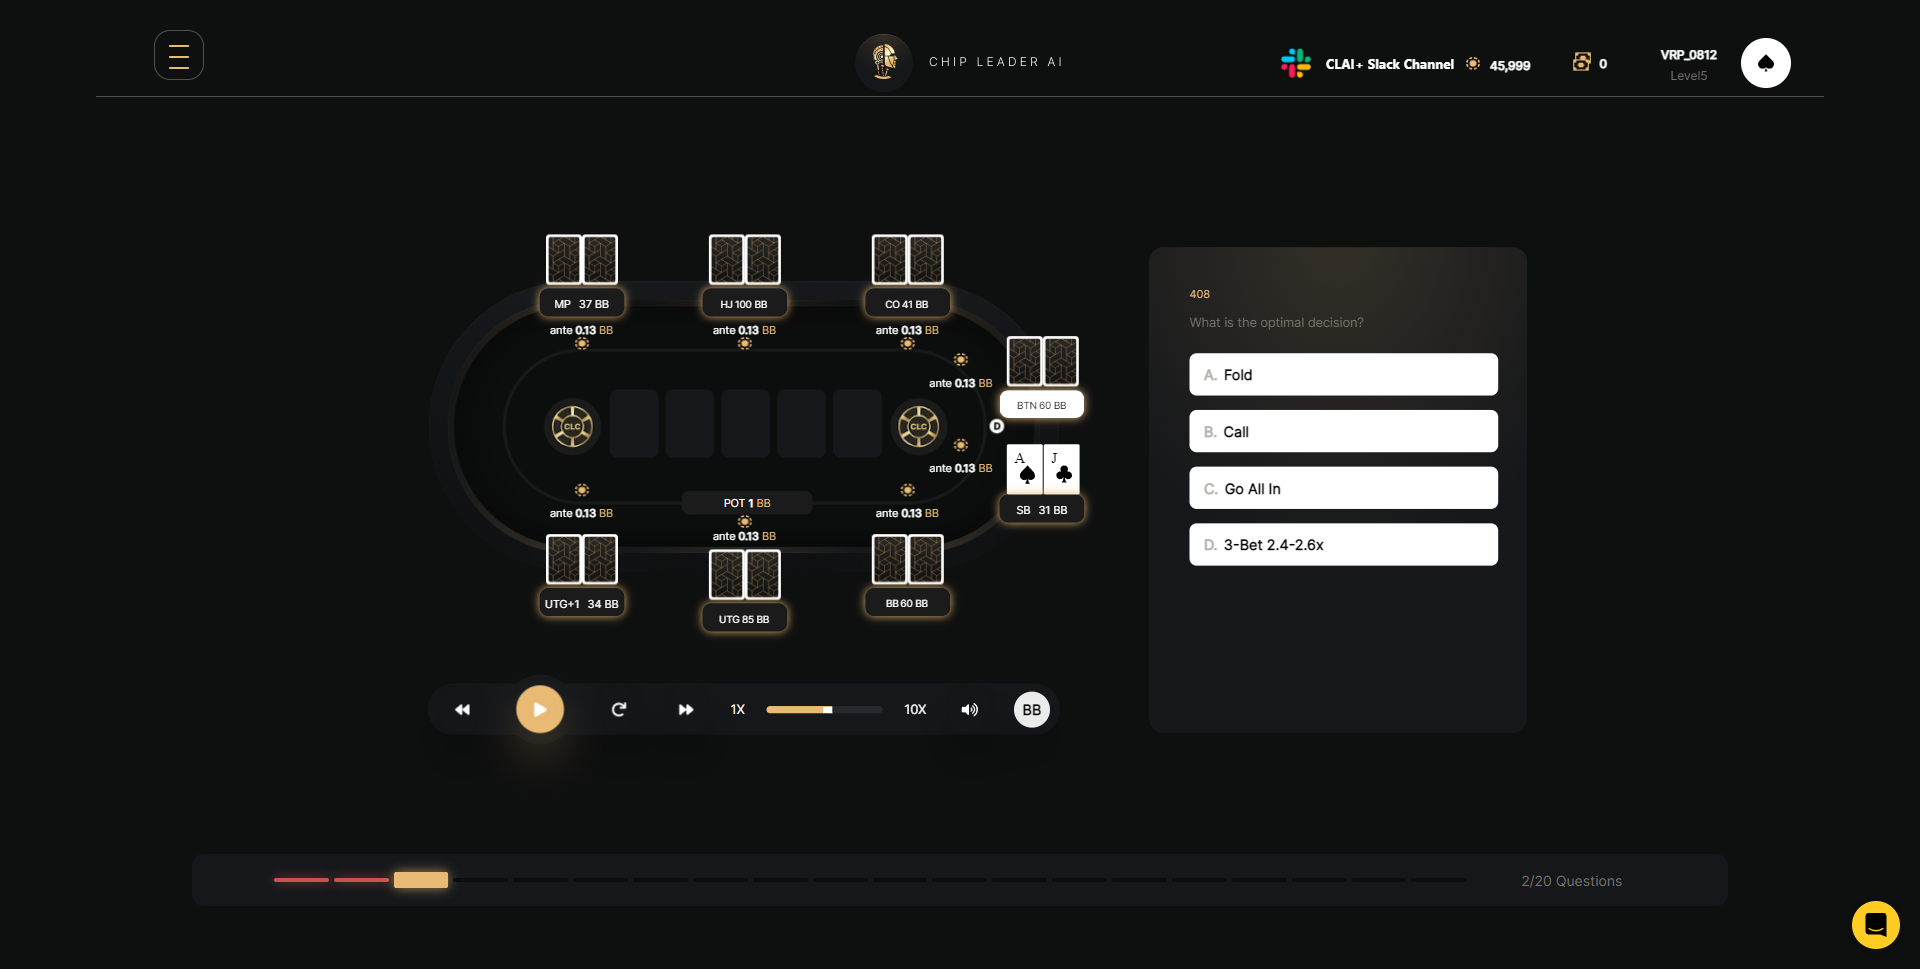 CHIP LEADER AI
CLAI+ Slack Channel
45,999
0
VRP_0812
Level5
MP 37 BB
HJ 100 BB
CO 41 BB
ante 0.13 BB
ante 0.13 BB
ante 0.13 BB
ante 0.13 BB
BTN 60 BB
CLC
CLC
D
A
J
ante 0.13 BB
SB 31 BB
POT 1 BB
ante 0.13 BB
ante 0.13 BB
ante 0.13 BB
UTG+1 34 BB
UTG 85 BB
BB 60 BB
408
What is the optimal decision?
A. Fold
B. Call
C. Go All In
D. 3-Bet 2.4-2.6x
1X
10X
BB
2/20 Questions